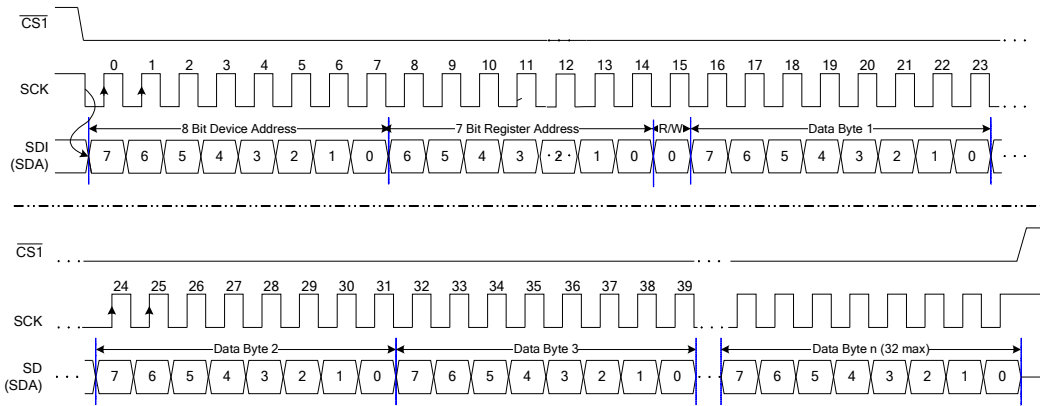 CS1
0 1 2 3 4 5 6 7 8 9 10 11 12 13 14 15 16 17 18 19 20 21 22 23
SCK
8 Bit Device Address 7 Bit Register Address R/W Data Byte 1
SDI
(SDA)
7 6 5 4 3 2 1 0 6 5 4 3 2 1 0 0 7 6 5 4 3 2 1 0
CS1
24 25 26 27 28 29 30 31 32 33 34 35 36 37 38 39
SCK
Data Byte 2 Data Byte 3 Data Byte n (32 max)
SD
(SDA)
7 6 5 4 3 2 1 0 7 6 5 4 3 2 1 0 7 6 5 4 3 2 1 0